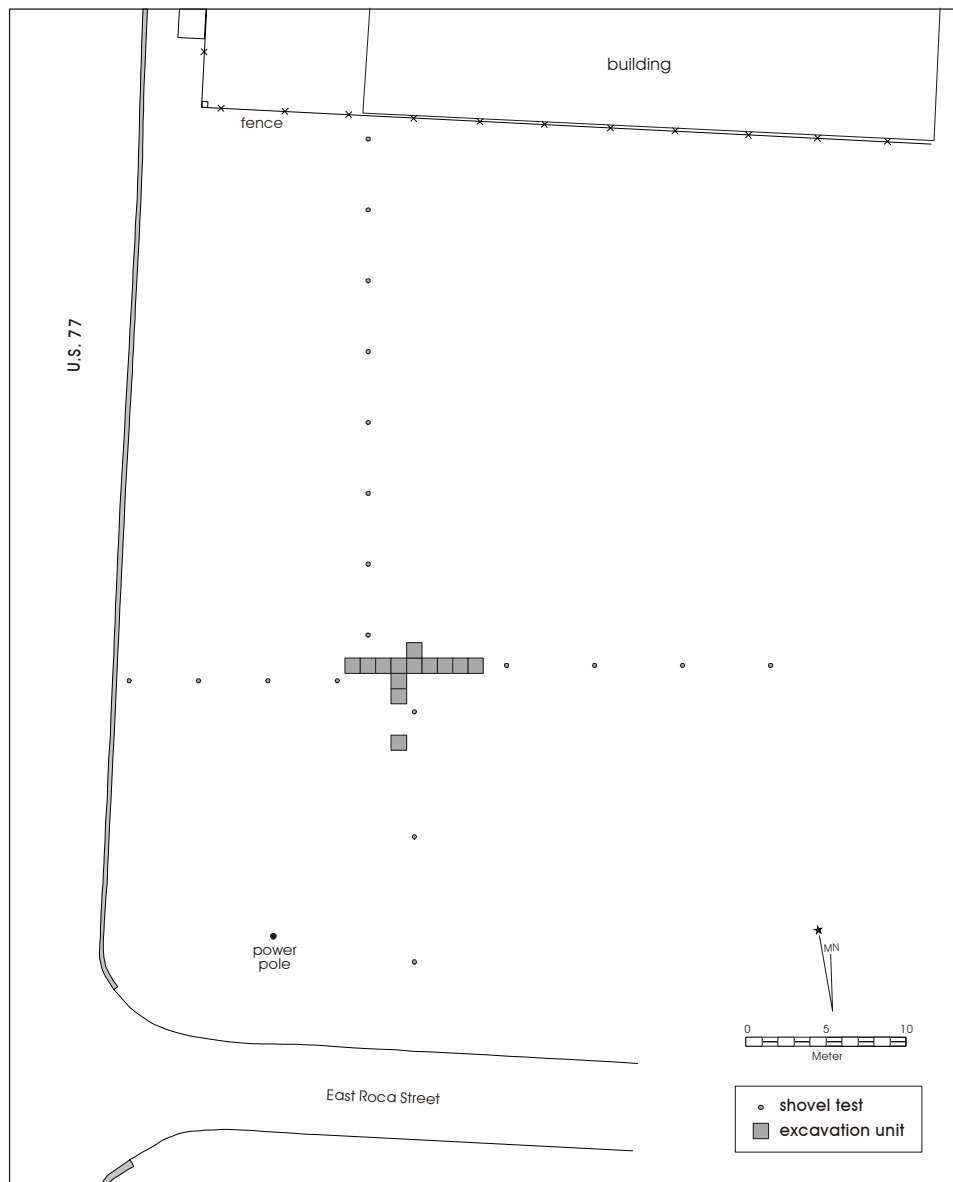 building
fence
U.S. 77
power
pole
MN
0 5 10
Meter
East Roca Street
shovel test
excavation unit